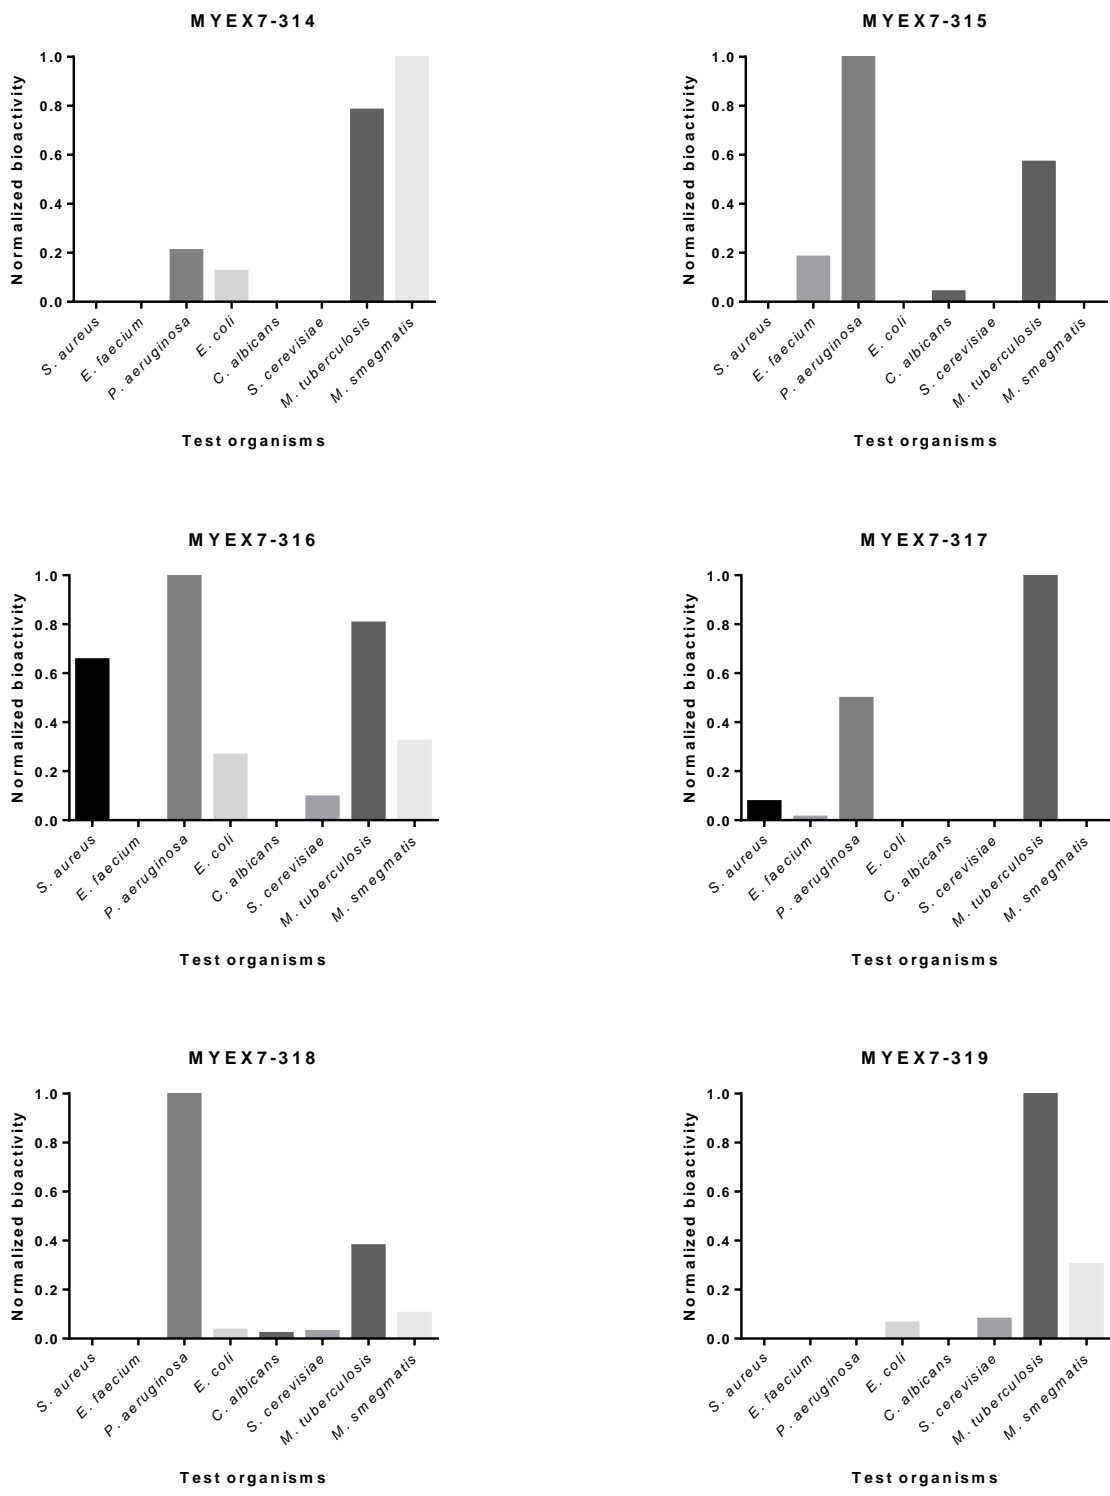 MYEX7-314
Normalized bioactivity
1.0
0.8
0.6
0.4
0.2
0.0
S. aureus
E. faecium
P. aeruginosa
E. coli
C. albicans
S. cerevisiae
M. tuberculosis
M. smegmatis
Test organisms
MYEX7-315
Normalized bioactivity
1.0
0.8
0.6
0.4
0.2
0.0
S. aureus
E. faecium
P. aeruginosa
E. coli
C. albicans
S. cerevisiae
M. tuberculosis
M. smegmatis
Test organisms
MYEX7-316
Normalized bioactivity
1.0
0.8
0.6
0.4
0.2
0.0
S. aureus
E. faecium
P. aeruginosa
E. coli
C. albicans
S. cerevisiae
M. tuberculosis
M. smegmatis
Test organisms
MYEX7-317
Normalized bioactivity
1.0
0.8
0.6
0.4
0.2
0.0
S. aureus
E. faecium
P. aeruginosa
E. coli
C. albicans
S. cerevisiae
M. tuberculosis
M. smegmatis
Test organisms
MYEX7-318
Normalized bioactivity
1.0
0.8
0.6
0.4
0.2
0.0
S. aureus
E. faecium
P. aeruginosa
E. coli
C. albicans
S. cerevisiae
M. tuberculosis
M. smegmatis
Test organisms
MYEX7-319
Normalized bioactivity
1.0
0.8
0.6
0.4
0.2
0.0
S. aureus
E. faecium
P. aeruginosa
E. coli
C. albicans
S. cerevisiae
M. tuberculosis
M. smegmatis
Test organisms